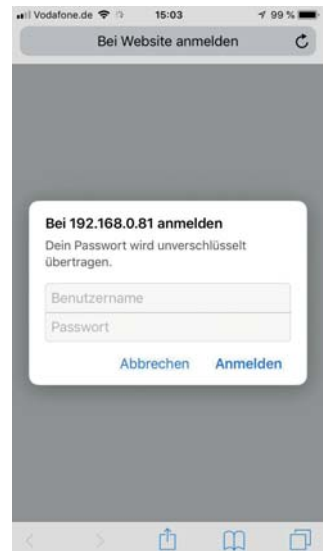 Vodafone.de 15:03 99 %
Bei Website anmelden
Bei 192.168.0.81 anmelden
Dein Passwort wird unverschlüsselt
übertragen.
Benutzername
Passwort
Abbrechen Anmelden